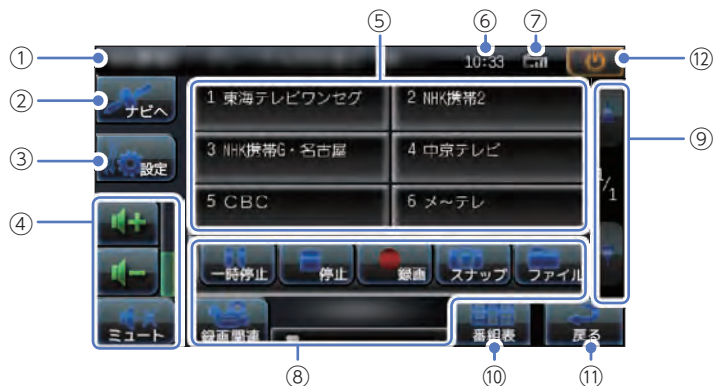 ⑤ ⑥ ⑦
① 10:33 ⑫
② ナビへ 1 東海テレビワンセグ 2 NHK携帯2
③ 設定 3 NHK携帯G・名古屋 4 中京テレビ ⑨
5 CBC 6 メ〜テレ /1
④ 一時停止 停止 録画 スナップ ファイル
ミュート 録画関連 番組表 戻る
⑧ ⑩ ⑪